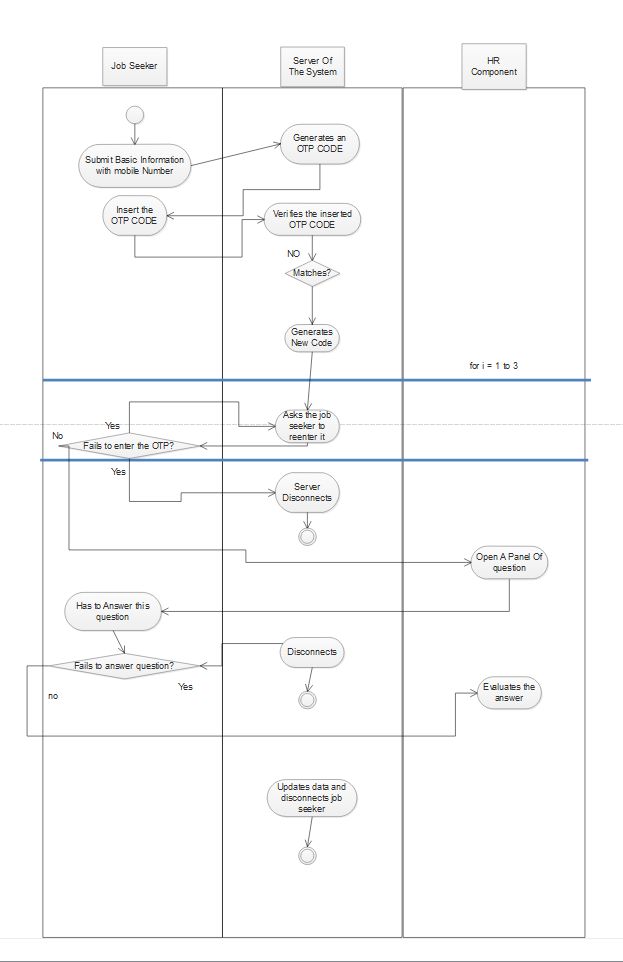 Job Seeker
Server Of
The System
HR
Component
Submit Basic Information
with mobile Number
Generates an
OTP CODE
Insert the
OTP CODE
Verifies the inserted
OTP CODE
NO
Matches?
Generates
New Code
for i = 1 to 3
Asks the job
seeker to
reenter it
Yes
No
Fails to enter the OTP?
Yes
Server
Disconnects
Open A Panel Of
question
Has to Answer this
question
Fails to answer question?
Disconnects
Yes
no
Evaluates the
answer
Updates data and
disconnects job
seeker